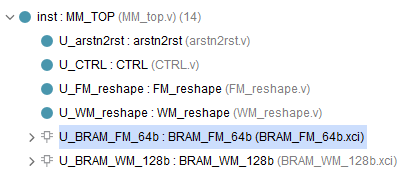 inst : MM_TOP (MM_top.v) (14)
U_arstn2rst : arstn2rst (arstn2rst.v)
U_CTRL : CTRL (CTRL.v)
U_FM_reshape : FM_reshape (FM_reshape.v)
U_WM_reshape : WM_reshape (WM_reshape.v)
U_BRAM_FM_64b : BRAM_FM_64b (BRAM_FM_64b.xci)
U_BRAM_WM_128b : BRAM_WM_128b (BRAM_WM_128b.xci)